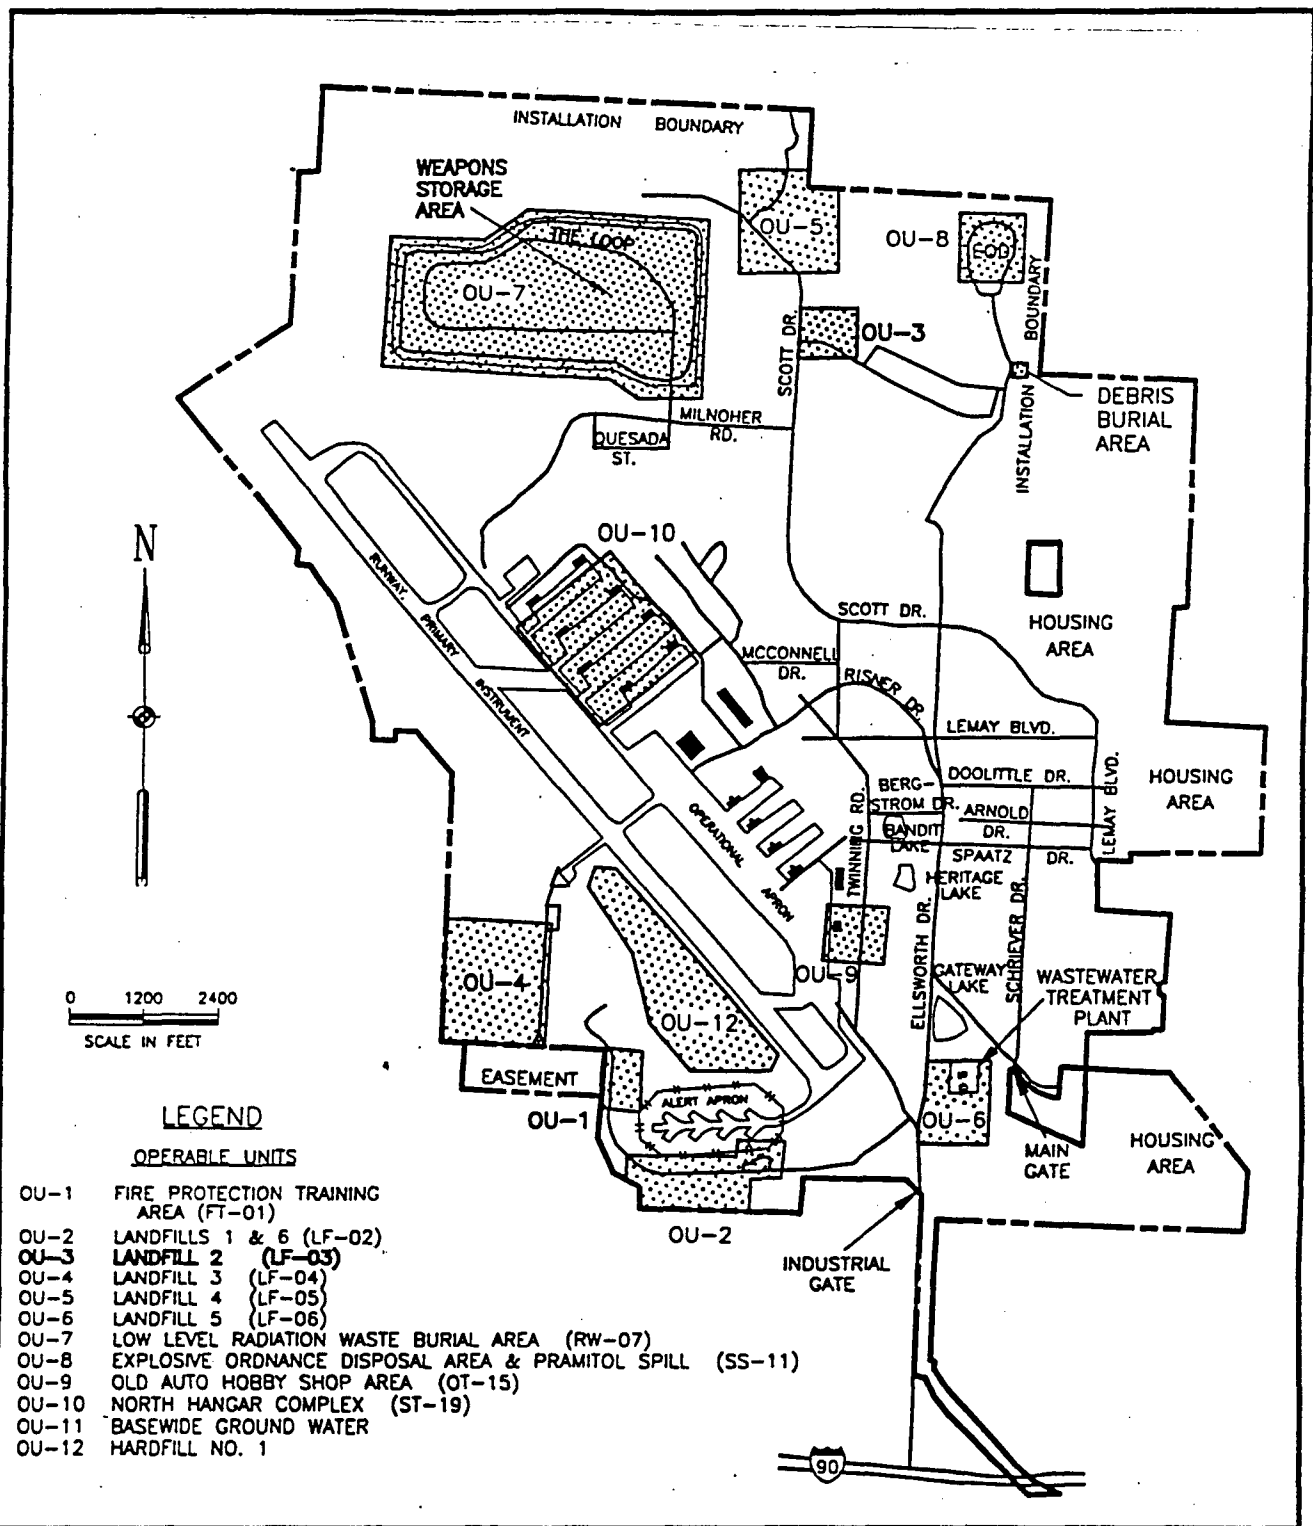 INSTALLATION BOUNDARY
WEAPONS
STORAGE
AREA
THE LOOP
OU-7
OU-5
OU-8
EOD
INSTALLATION BOUNDARY
OU-3
SCOTT DR.
DEBRIS
BURIAL
AREA
MILNOHER
RD.
QUESADA
ST.
N
OU-10
RUNWAY
PRIMARY
INSTRUMENT
SCOTT DR.
HOUSING
AREA
MCCONNELL
DR.
RISNER DR.
LEMAY BLVD.
DOOLITTLE DR.
LEMAY BLVD.
HOUSING
AREA
BERG-
STROM DR.
ARNOLD
DR.
BANDIT
LAKE
SPAATZ DR.
TWINNING RD.
OPERATIONAL
APRON
HERITAGE
LAKE
ELLSWORTH DR.
SCHRIEVER DR.
OU-9
GATEWAY
LAKE
WASTEWATER
TREATMENT
PLANT
OU-4
OU-12
0 1200 2400
SCALE IN FEET
EASEMENT
ALERT APRON
OU-1
OU-6
MAIN
GATE
HOUSING
AREA
OU-2
INDUSTRIAL
GATE
90
LEGEND
OPERABLE UNITS
OU-1 FIRE PROTECTION TRAINING
AREA (FT-01)
OU-2 LANDFILLS 1 & 6 (LF-02)
OU-3 LANDFILL 2 (LF-03)
OU-4 LANDFILL 3 (LF-04)
OU-5 LANDFILL 4 (LF-05)
OU-6 LANDFILL 5 (LF-06)
OU-7 LOW LEVEL RADIATION WASTE BURIAL AREA (RW-07)
OU-8 EXPLOSIVE ORDNANCE DISPOSAL AREA & PRAMITOL SPILL (SS-11)
OU-9 OLD AUTO HOBBY SHOP AREA (OT-15)
OU-10 NORTH HANGAR COMPLEX (ST-19)
OU-11 BASEWIDE GROUND WATER
OU-12 HARDFILL NO. 1